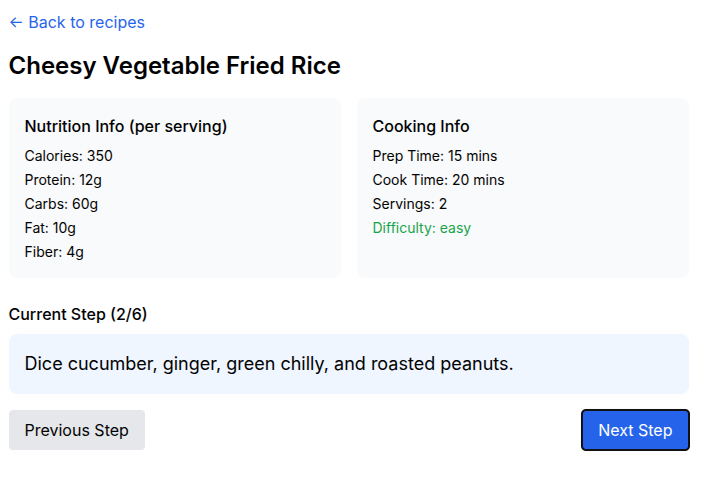 ← Back to recipes
Cheesy Vegetable Fried Rice
Nutrition Info (per serving)
Calories: 350
Protein: 12g
Carbs: 60g
Fat: 10g
Fiber: 4g
Cooking Info
Prep Time: 15 mins
Cook Time: 20 mins
Servings: 2
Difficulty: easy
Current Step (2/6)
Dice cucumber, ginger, green chilly, and roasted peanuts.
Previous Step
Next Step